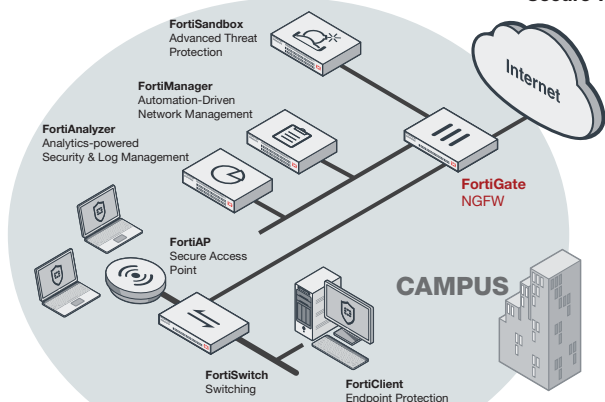 FortiSandbox
Advanced Threat
Protection
Internet
FortiManager
Automation-Driven
Network Management
FortiAnalyzer
Analytics-powered
Security & Log Management
FortiGate
NGFW
FortiAP
Secure Access
Point
CAMPUS
FortiSwitch
Switching
FortiClient
Endpoint Protection